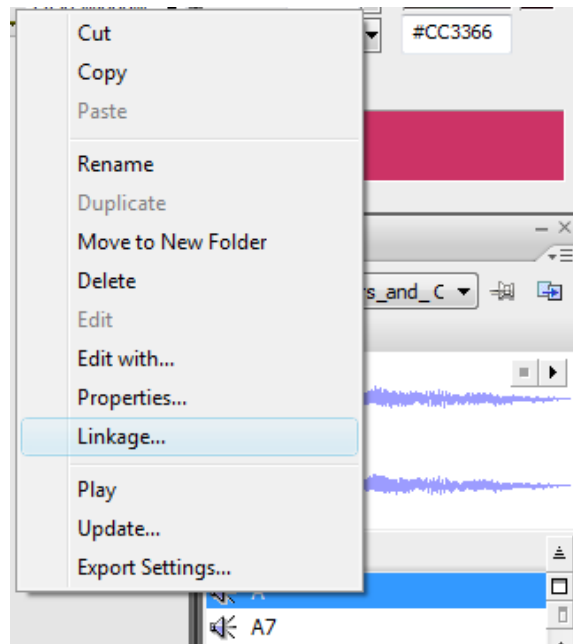 Cut
#CC3366
Copy
Paste
Rename
Duplicate
Move to New Folder
Delete
rs_and_C
Edit
Edit with...
Properties...
Linkage...
Play
Update...
Export Settings...
A
A7